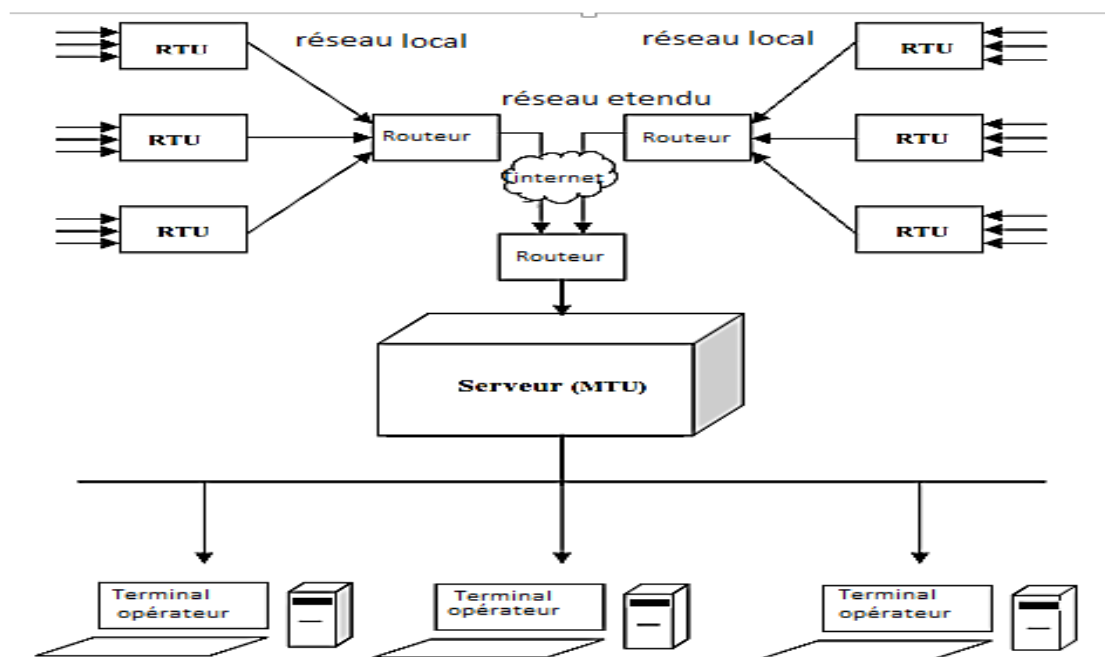 réseau local
réseau local
RTU
RTU
réseau etendu
RTU
Routeur
Routeur
RTU
internet
RTU
RTU
Routeur
Serveur (MTU)
Terminal
opérateur
Terminal
opérateur
Terminal
opérateur